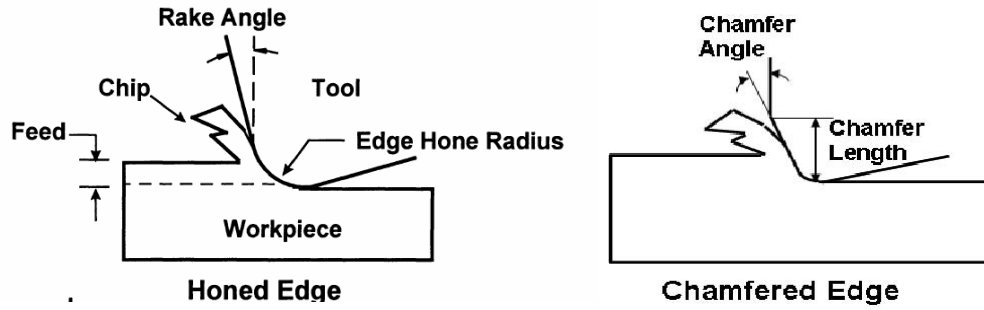 Rake Angle
Chip
Tool
Feed
Edge Hone Radius
Workpiece
Honed Edge
Chamfer
Angle
Chamfer
Length
Chamfered Edge